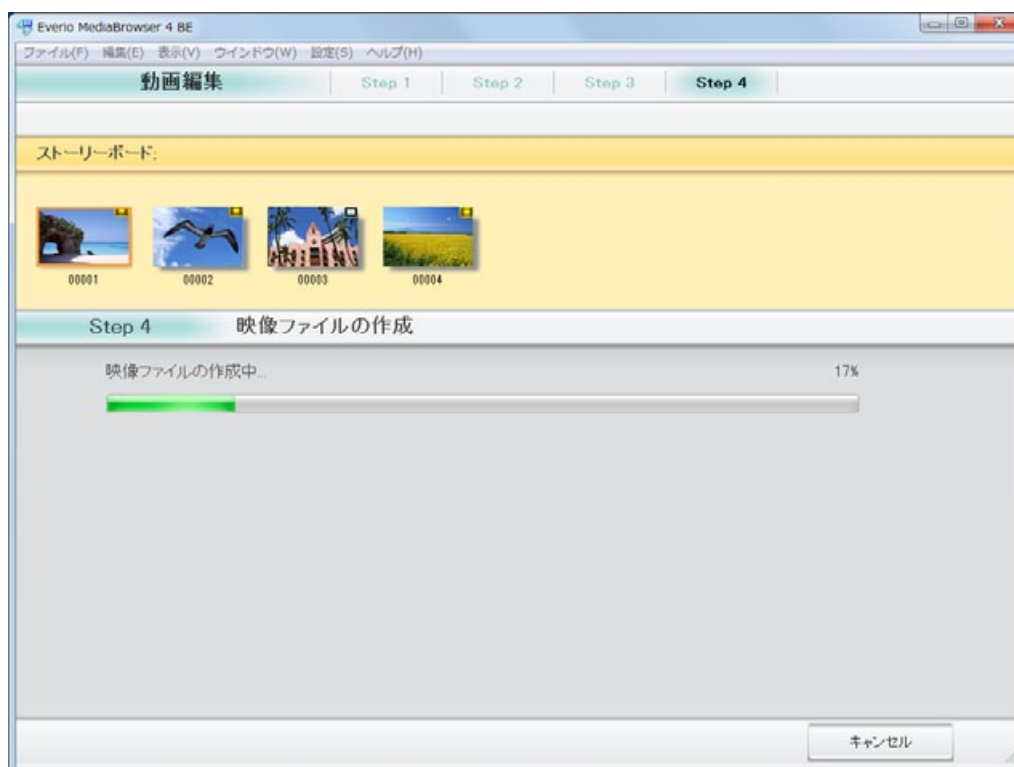 Everio MediaBrowser 4 BE
ファイル(F) 編集(E) 表示(V) ウインドウ(W) 設定(S) ヘルプ(H)
動画編集 Step 1 Step 2 Step 3 Step 4
ストーリーボード:
00001 00002 00003 00004
Step 4 映像ファイルの作成
映像ファイルの作成中... 17%
キャンセル